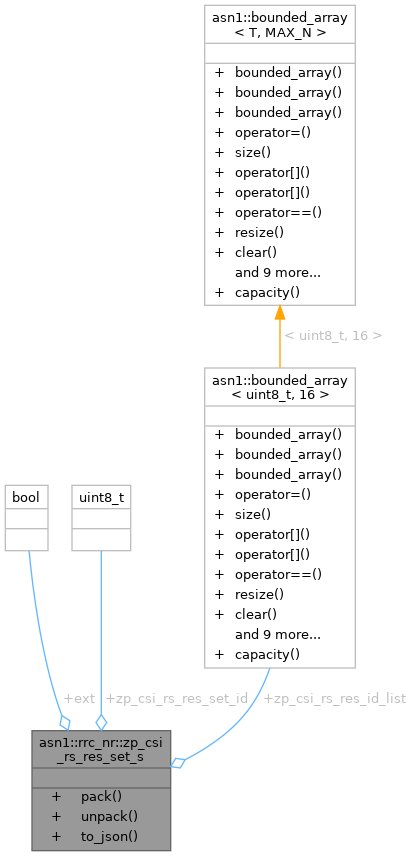 asn1::bounded_array
< T, MAX_N >
+ bounded_array()
+ bounded_array()
+ bounded_array()
+ operator=()
+ size()
+ operator[]()
+ operator[]()
+ operator==()
+ resize()
+ clear()
and 9 more...
+ capacity()
< uint8_t, 16 >
asn1::bounded_array
< uint8_t, 16 >
+ bounded_array()
+ bounded_array()
+ bounded_array()
+ operator=()
+ size()
+ operator[]()
+ operator[]()
+ operator==()
+ resize()
+ clear()
and 9 more...
+ capacity()
bool
uint8_t
+ext
+zp_csi_rs_res_set_id
+zp_csi_rs_res_id_list
asn1::rrc_nr::zp_csi
_rs_res_set_s
+ pack()
+ unpack()
+ to_json()